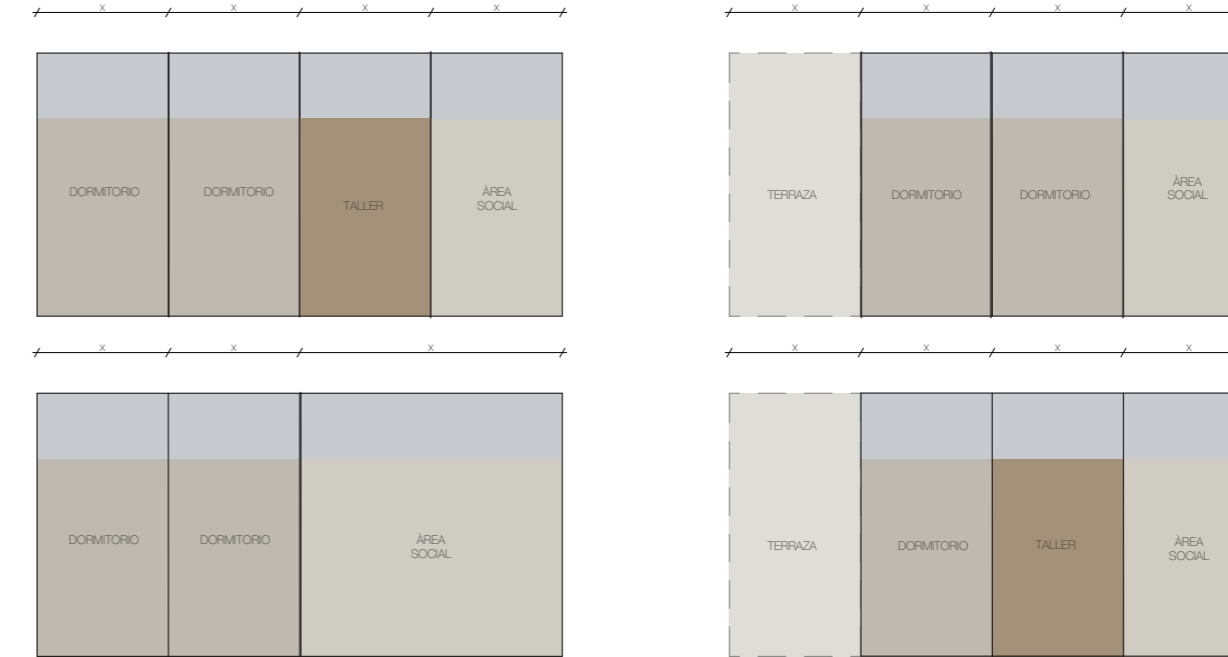 x x x x
DORMITORIO
DORMITORIO
TALLER
ÀREA
SOCIAL
x x x x
TERRAZA
DORMITORIO
DORMITORIO
ÀREA
SOCIAL
x x x
DORMITORIO
DORMITORIO
ÀREA
SOCIAL
x x x x
TERRAZA
DORMITORIO
TALLER
ÀREA
SOCIAL